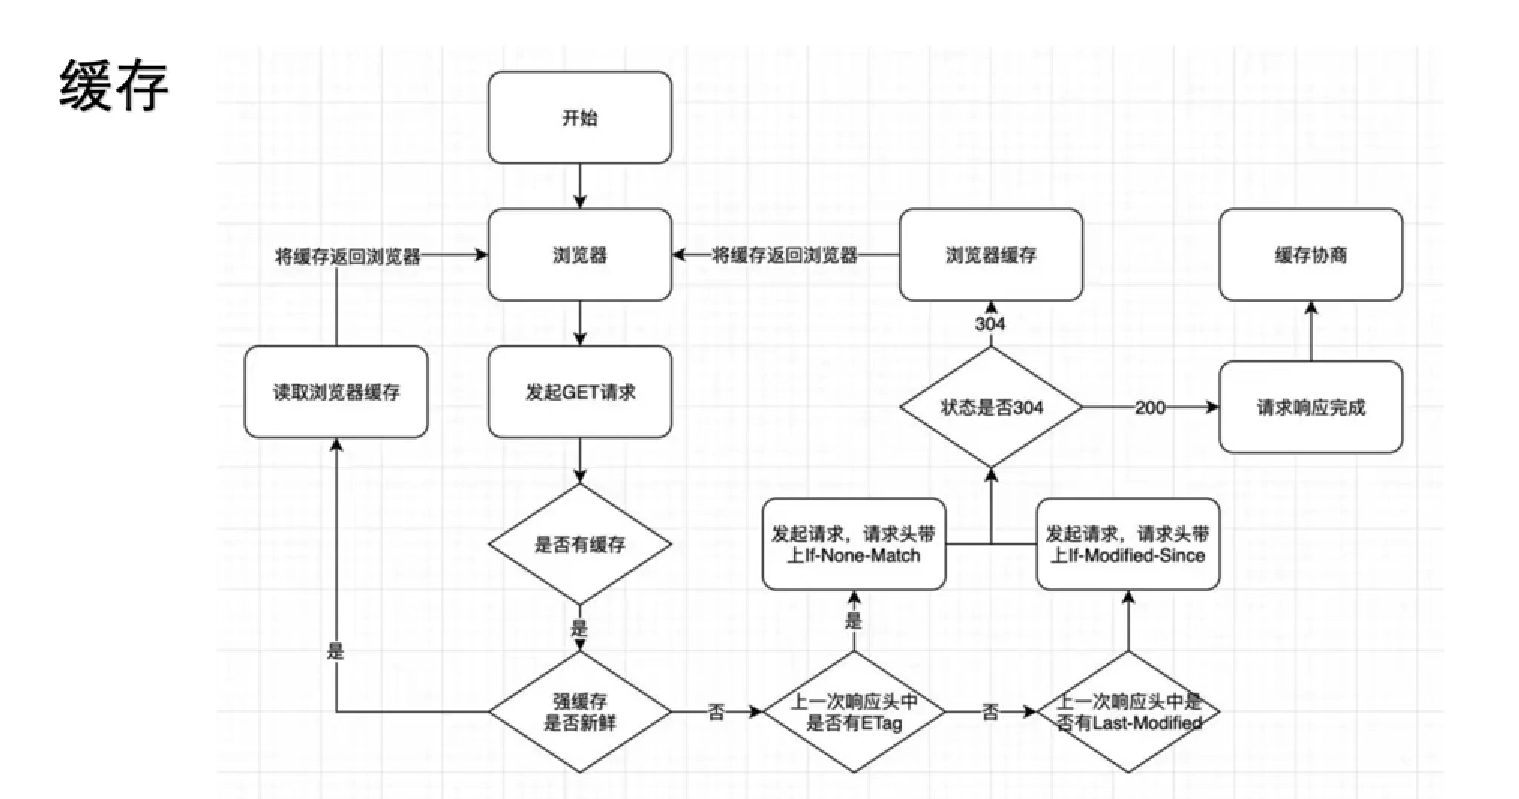 缓存
开始
浏览器
将缓存返回浏览器
将缓存返回浏览器
浏览器缓存
缓存协商
304
读取浏览器缓存
发起GET请求
状态是否304
200
请求响应完成
是否有缓存
发起请求，请求头带
上If-None-Match
发起请求，请求头带
上If-Modified-Since
是
是
是
强缓存
是否新鲜
否
上一次响应头中
是否有ETag
否
上一次响应头中是
否有Last-Modified